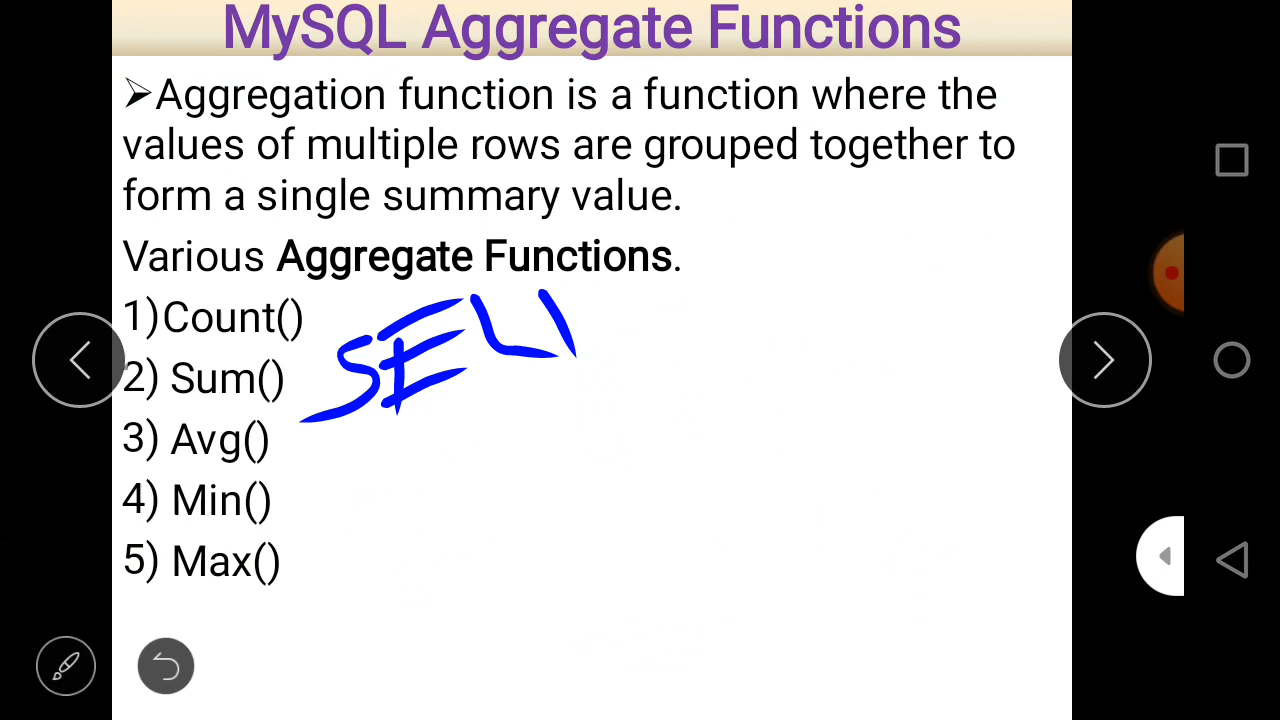 MySQL Aggregate Functions
➢Aggregation function is a function where the
values of multiple rows are grouped together to
form a single summary value.
Various Aggregate Functions.
1)Count()
2) Sum()
3) Avg()
4) Min()
5) Max()